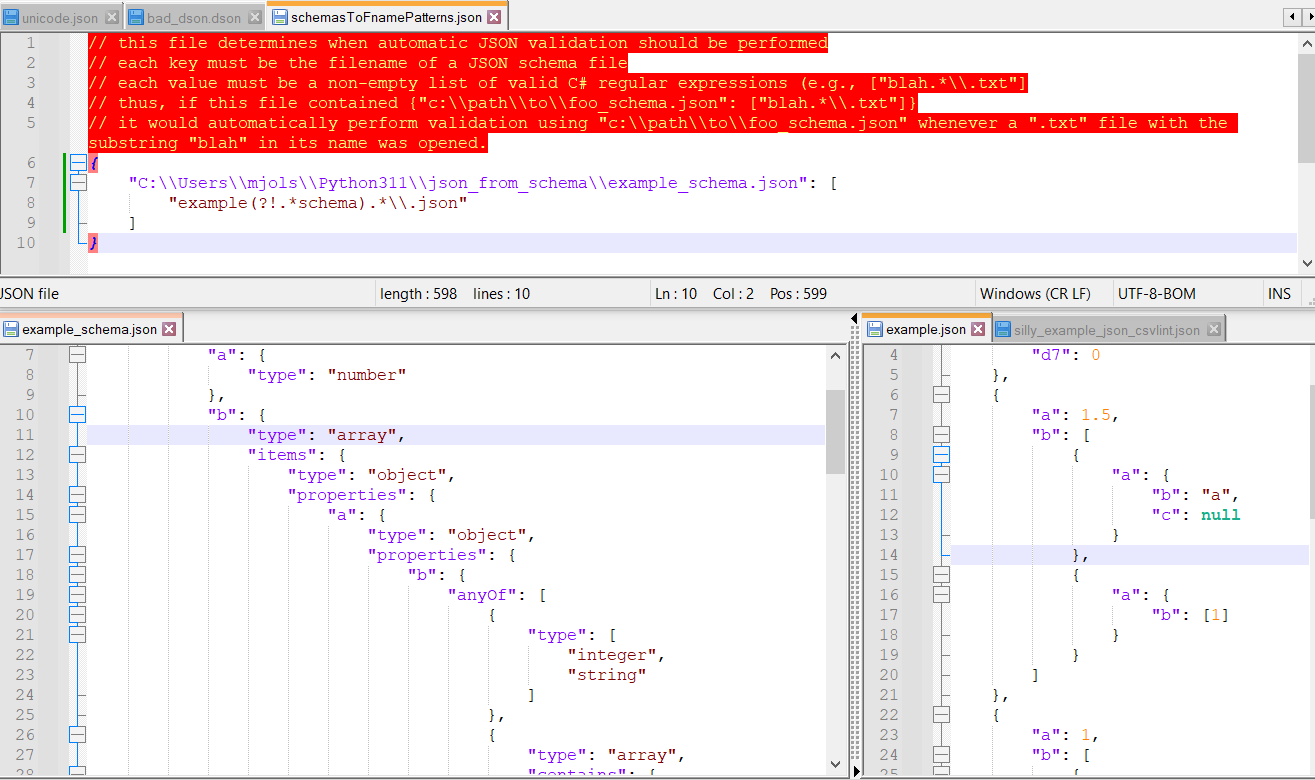 unicode.json
bad_dson.dson
schemasToFnamePatterns.json
1 // this file determines when automatic JSON validation should be performed
2 // each key must be the filename of a JSON schema file
3 // each value must be a non-empty list of valid C# regular expressions (e.g., ["blah.*\\.txt"]
4 // thus, if this file contained {"c:\\path\\to\\foo_schema.json": ["blah.*\\.txt"]}
5 // it would automatically perform validation using "c:\\path\\to\\foo_schema.json" whenever a ".txt" file with the
substring "blah" in its name was opened.
6 {
7 "C:\\Users\\mjols\\Python311\\json_from_schema\\example_schema.json": [
8 "example(?!.*schema).*\\.json"
9 ]
10 }
JSON file length : 598 lines : 10 Ln : 10 Col : 2 Pos : 599 Windows (CR LF) UTF-8-BOM INS
example_schema.json
7 "a": {
8 "type": "number"
9 },
10 "b": {
11 "type": "array",
12 "items": {
13 "type": "object",
14 "properties": {
15 "a": {
16 "type": "object",
17 "properties": {
18 "b": {
19 "anyOf": [
20 {
21 "type": [
22 "integer",
23 "string"
24 ]
25 },
26 {
27 "type": "array",
28 "contains": {
example.json
silly_example_json_csvlint.json
4 "d7": 0
5 },
6 {
7 "a": 1.5,
8 "b": [
9 {
10 "a": {
11 "b": "a",
12 "c": null
13 }
14 },
15 {
16 "a": {
17 "b": [1]
18 }
19 }
20 ]
21 },
22 {
23 "a": 1,
24 "b": [
25 {